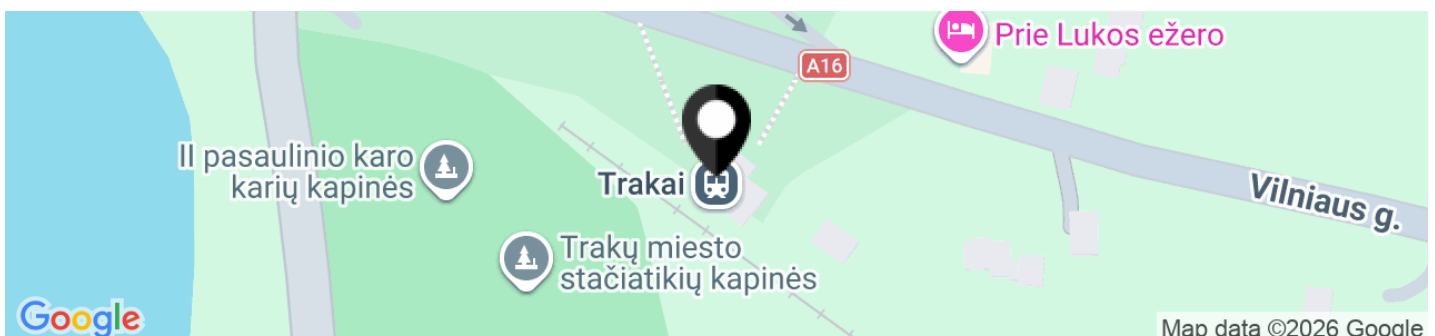 Prie Lukos ežero
A16
II pasaulinio karo
karių kapinės
Trakai
Vilniaus g.
Trakų miesto
stačiatikių kapinės
Google
Map data ©2026 Google